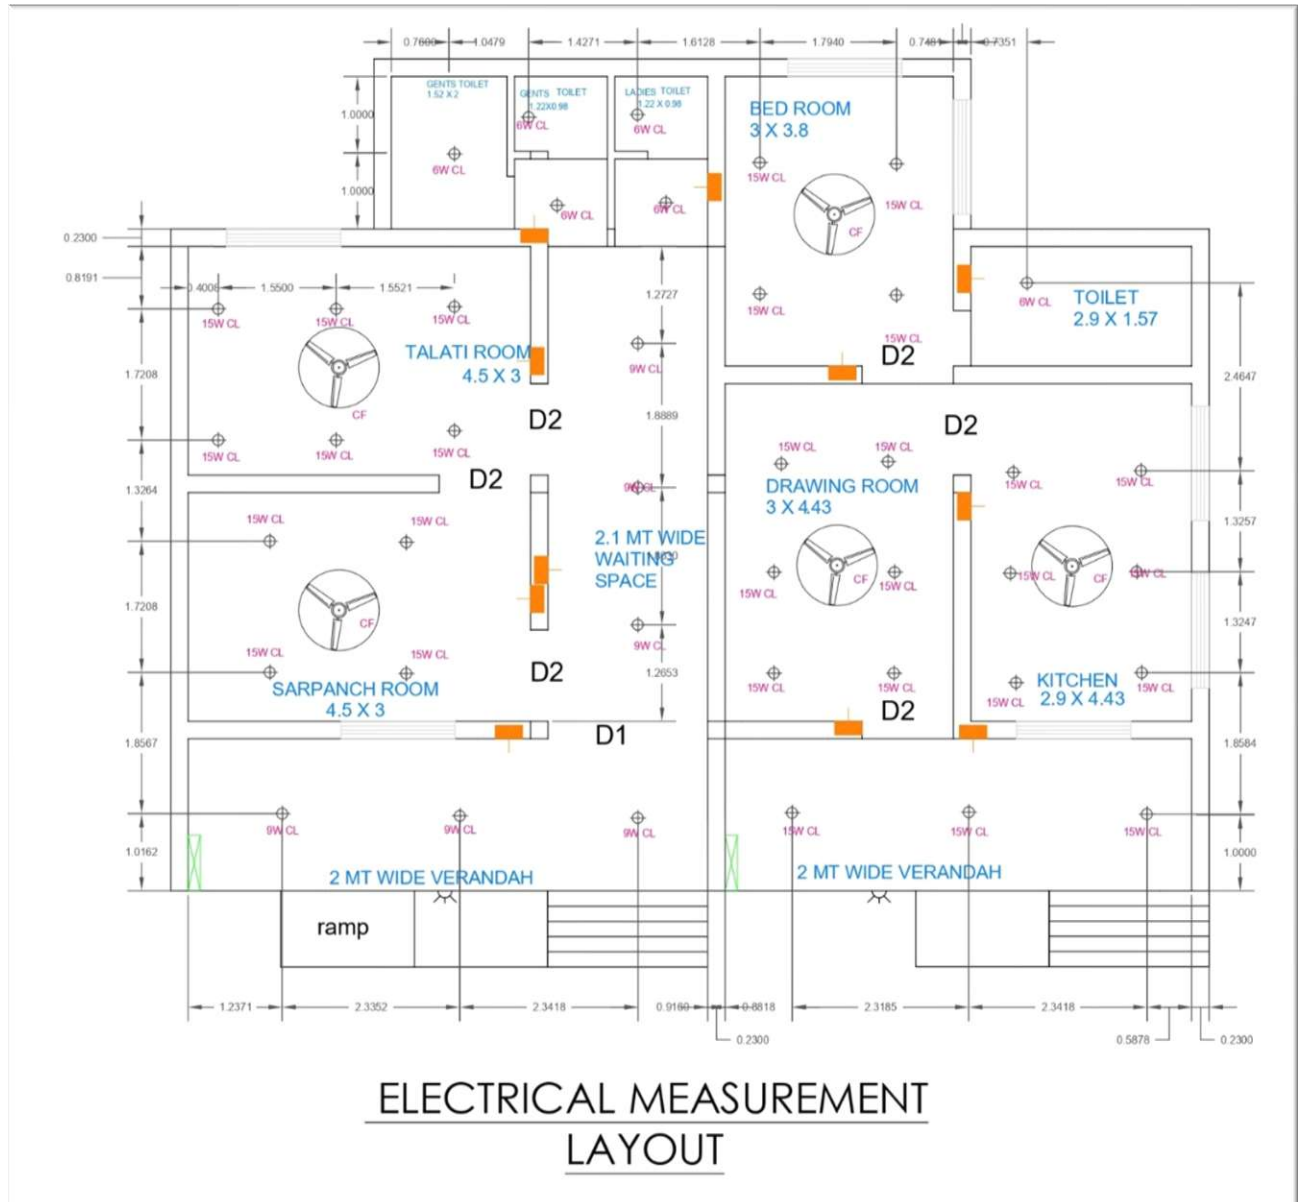 0.7600
1.0479
1.4271
1.6128
1.7940
0.7481
0.7351
GENTS TOILET
1.52 X 2
GENTS TOILET
1.22X0.98
LADIES TOILET
1.22 X 0.98
BED ROOM
3 X 3.8
1.0000
6W CL
6W CL
6W CL
15W CL
1.0000
6W CL
6W CL
15W CL
CF
0.2300
0.8191
0.4008
1.5500
1.5521
1.2727
15W CL
15W CL
15W CL
15W CL
15W CL
6W CL
TOILET
2.9 X 1.57
TALATI ROOM
4.5 X 3
D2
1.7208
9W CL
2.4647
CF
1.8889
D2
D2
15W CL
15W CL
15W CL
15W CL
15W CL
1.3264
D2
9W CL
DRAWING ROOM
3 X 4.43
15W CL
15W CL
15W CL
15W CL
1.3257
2.1 MT WIDE
WAITING
SPACE
CF
15W CL
15W CL
CF
15W CL
15W CL
1.7208
CF
1.3247
9W CL
15W CL
15W CL
D2
1.2653
SARPANCH ROOM
4.5 X 3
15W CL
15W CL
KITCHEN
2.9 X 4.43
15W CL
15W CL
D2
D1
1.8567
1.8584
9W CL
9W CL
9W CL
15W CL
15W CL
15W CL
1.0162
1.0000
2 MT WIDE VERANDAH
2 MT WIDE VERANDAH
ramp
1.2371
2.3352
2.3418
0.9160
0.8818
2.3185
2.3418
0.2300
0.5878
0.2300
ELECTRICAL MEASUREMENT
LAYOUT